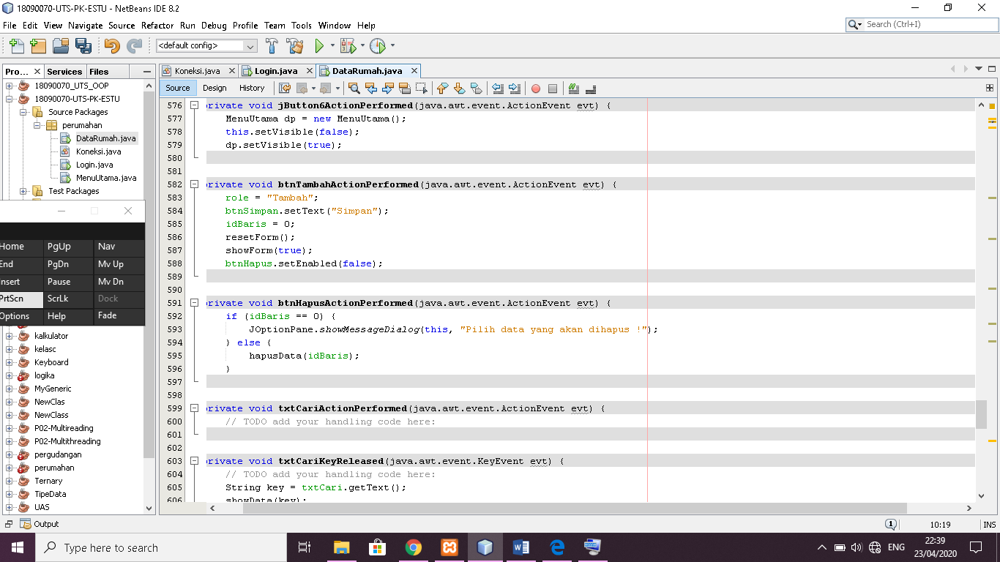 18090070-UTS-PK-ESTU - NetBeans IDE 8.2
File Edit View Navigate Source Refactor Run Debug Profile Team Tools Window Help
Search (Ctrl+I)
<default config>
Pro... Services Files
Koneksi.java Login.java DataRumah.java
Source Design History
18090070_UTS_OOP
18090070-UTS-PK-ESTU
Source Packages
perumahan
DataRumah.java
Koneksi.java
Login.java
MenuUtama.java
Test Packages
Home PgUp Nav
End PgDn Mv Up
Insert Pause Mv Dn
PrtScn ScrLk Dock
Options Help Fade
kalkulator
kelasc
Keyboard
logika
MyGeneric
NewClas
NewClass
P02-Multireading
P02-Multithreading
pergudangan
perumahan
Ternary
TipeData
UAS
576 private void jButton6ActionPerformed(java.awt.event.ActionEvent evt) {
577 MenuUtama dp = new MenuUtama();
578 this.setVisible(false);
579 dp.setVisible(true);
580
581
582 private void btnTambahActionPerformed(java.awt.event.ActionEvent evt) {
583 role = "Tambah";
584 btnSimpan.setText("Simpan");
585 idBaris = 0;
586 resetForm();
587 showForm(true);
588 btnHapus.setEnabled(false);
589
590
591 private void btnHapusActionPerformed(java.awt.event.ActionEvent evt) {
592 if (idBaris == 0) {
593 JOptionPane.showMessageDialog(this, "Pilih data yang akan dihapus !");
594 } else {
595 hapusData(idBaris);
596 }
597
598
599 private void txtCariActionPerformed(java.awt.event.ActionEvent evt) {
600 // TODO add your handling code here:
601
602
603 private void txtCariKeyReleased(java.awt.event.KeyEvent evt) {
604 // TODO add your handling code here:
605 String key = txtCari.getText();
606 showData(key);
Output
1 10:19 INS
Type here to search
ENG
22:39
23/04/2020